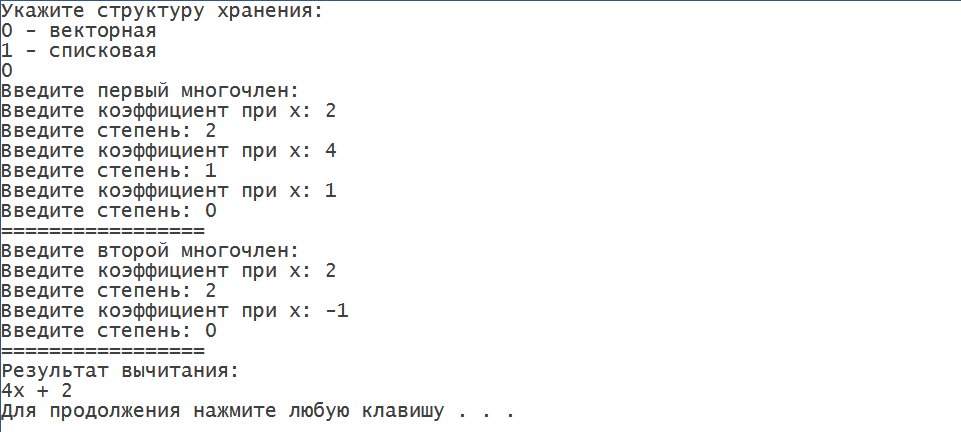 Укажите структуру хранения:
0 - векторная
1 - списковая
0
Введите первый многочлен:
Введите коэффициент при x: 2
Введите степень: 2
Введите коэффициент при x: 4
Введите степень: 1
Введите коэффициент при x: 1
Введите степень: 0
=================
Введите второй многочлен:
Введите коэффициент при x: 2
Введите степень: 2
Введите коэффициент при x: -1
Введите степень: 0
=================
Результат вычитания:
4x + 2
Для продолжения нажмите любую клавишу . . .